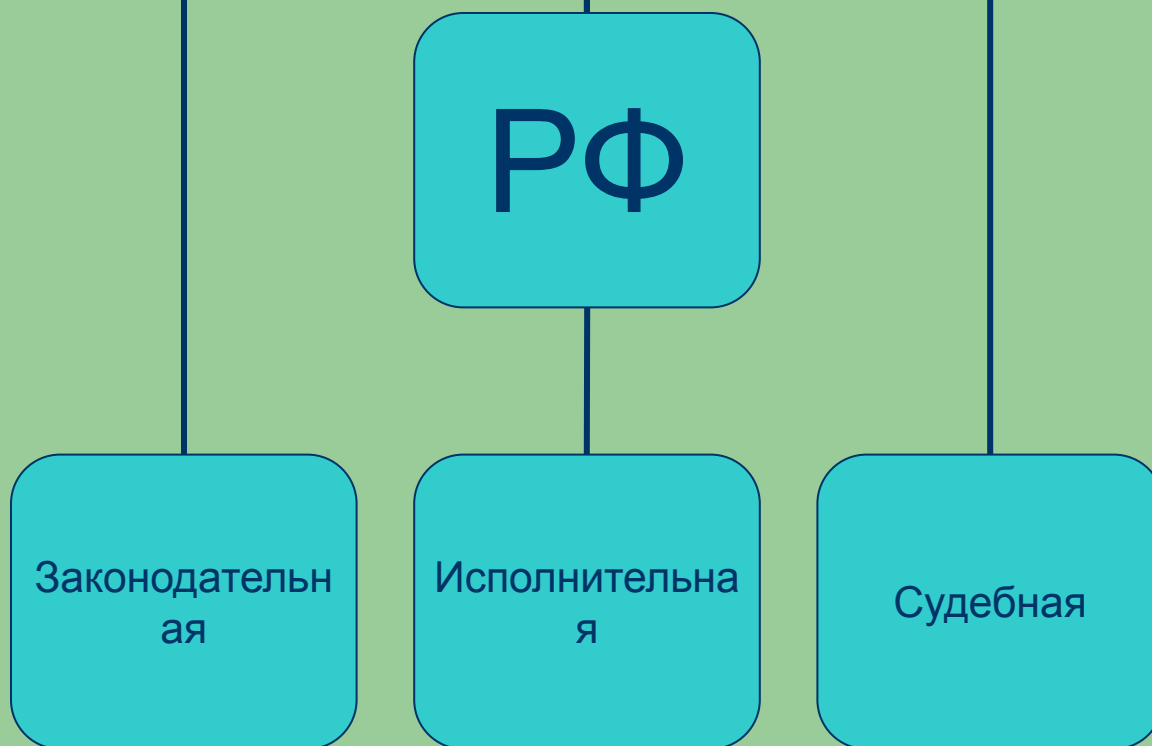 РФ
Законодательн
ая
Исполнительна
я
Судебная